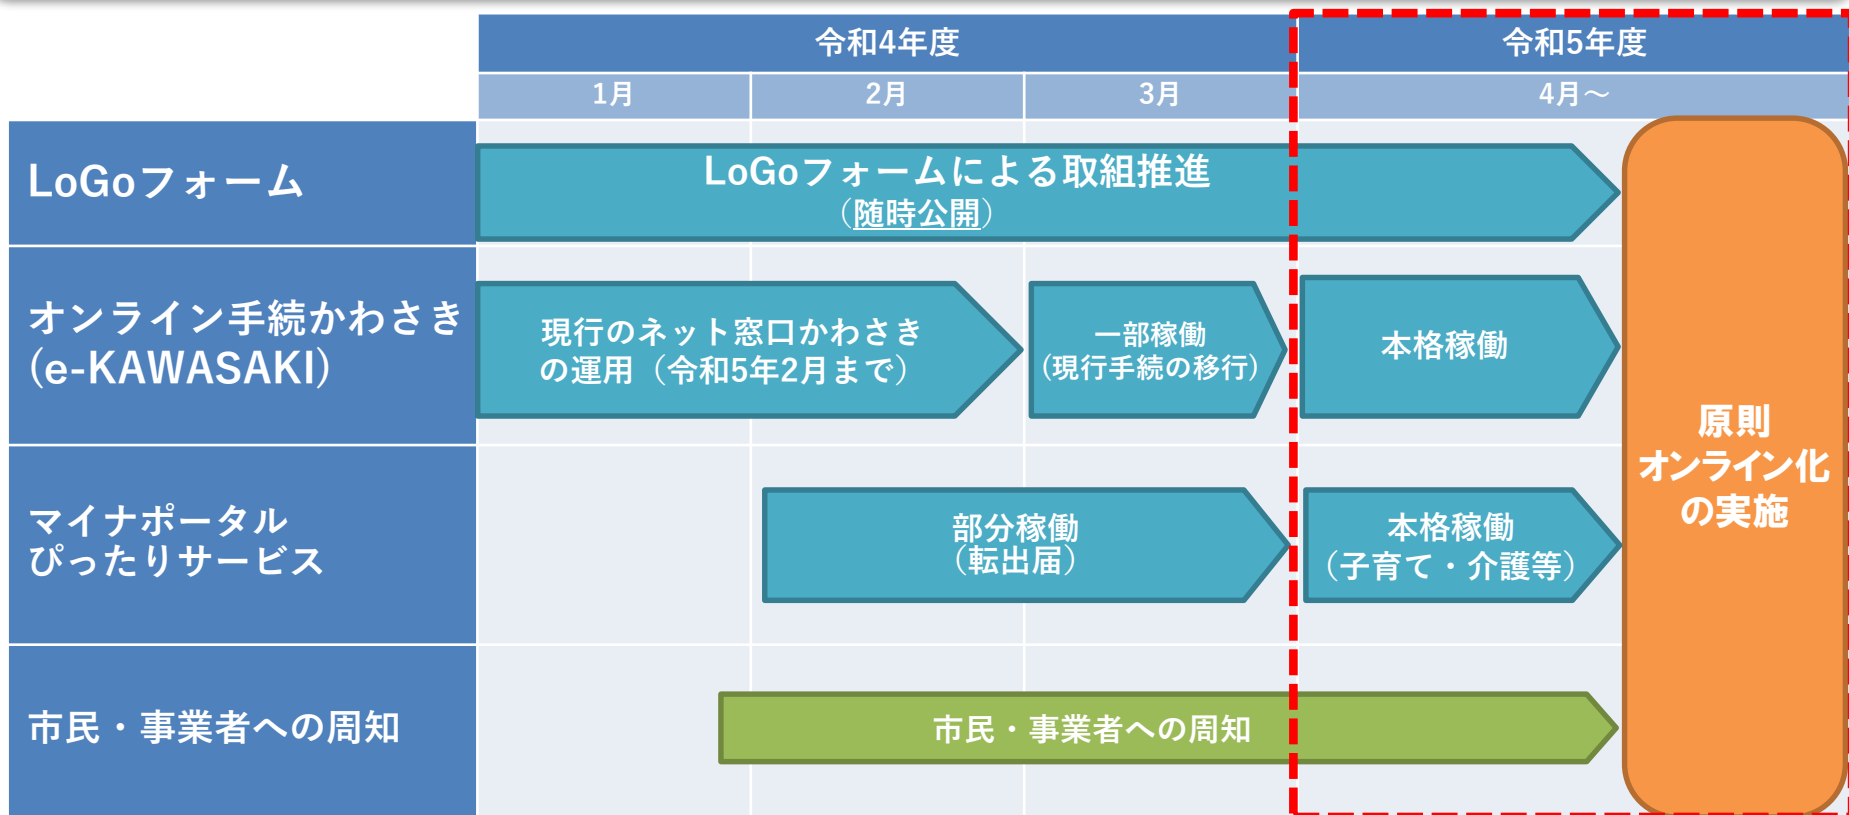 令和4年度
令和5年度
1月
2月
3月
4月～
LoGoフォーム
LoGoフォームによる取組推進
（随時公開）
オンライン手続かわさき
(e-KAWASAKI)
現行のネット窓口かわさき
の運用（令和5年2月まで）
一部稼働
(現行手続の移行)
本格稼働
マイナポータル
ぴったりサービス
部分稼働
（転出届）
本格稼働
（子育て・介護等）
市民・事業者への周知
市民・事業者への周知
原則
オンライン化
の実施